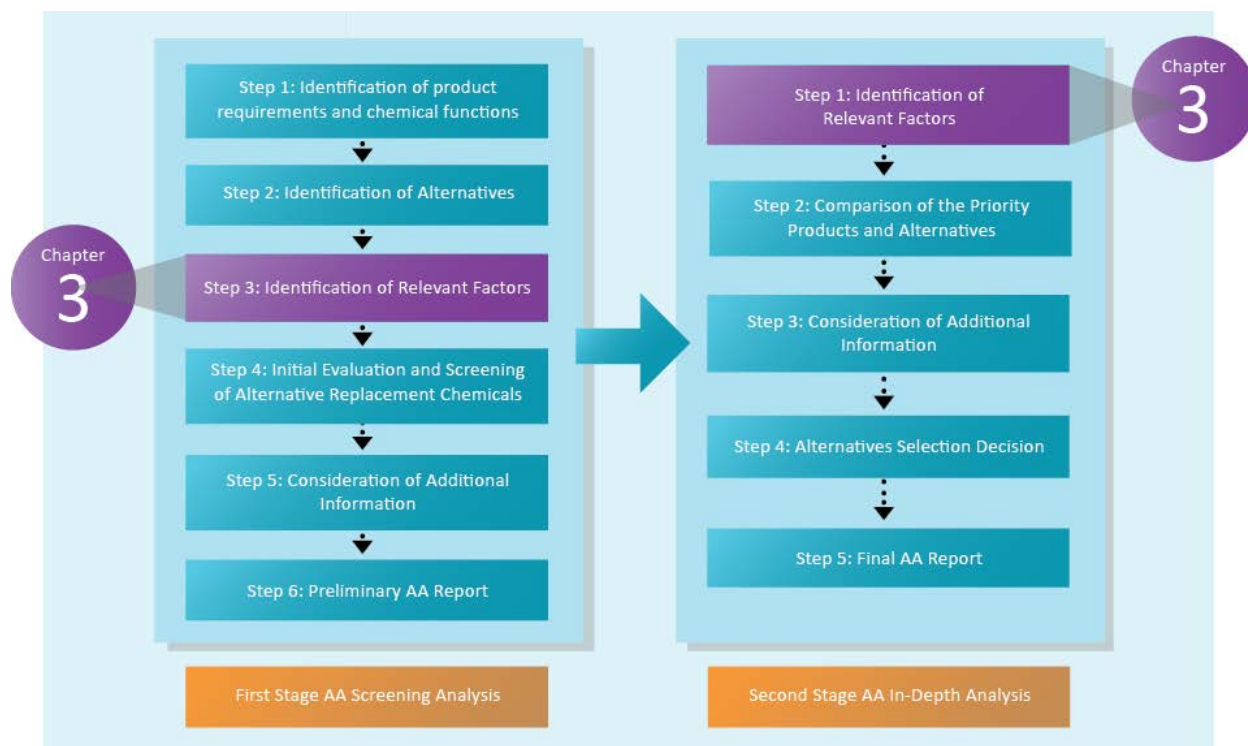 Step 1: Identification of product
requirements and chemical functions
Step 2: Identification of Alternatives
Chapter
3
Step 3: Identification of Relevant Factors
Step 4: Initial Evaluation and Screening
of Alternative Replacement Chemicals
Step 5: Consideration of Additional
Information
Step 6: Preliminary AA Report
First Stage AA Screening Analysis
Chapter
3
Step 1: Identification of
Relevant Factors
Step 2: Comparison of the Priority
Products and Alternatives
Step 3: Consideration of Additional
Information
Step 4: Alternatives Selection Decision
Step 5: Final AA Report
Second Stage AA In-Depth Analysis